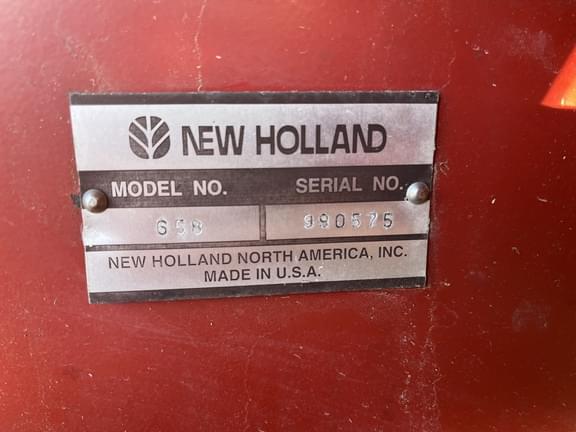 NEW HOLLAND
MODEL NO. SERIAL NO.
658 990575
NEW HOLLAND NORTH AMERICA, INC.
MADE IN U.S.A.